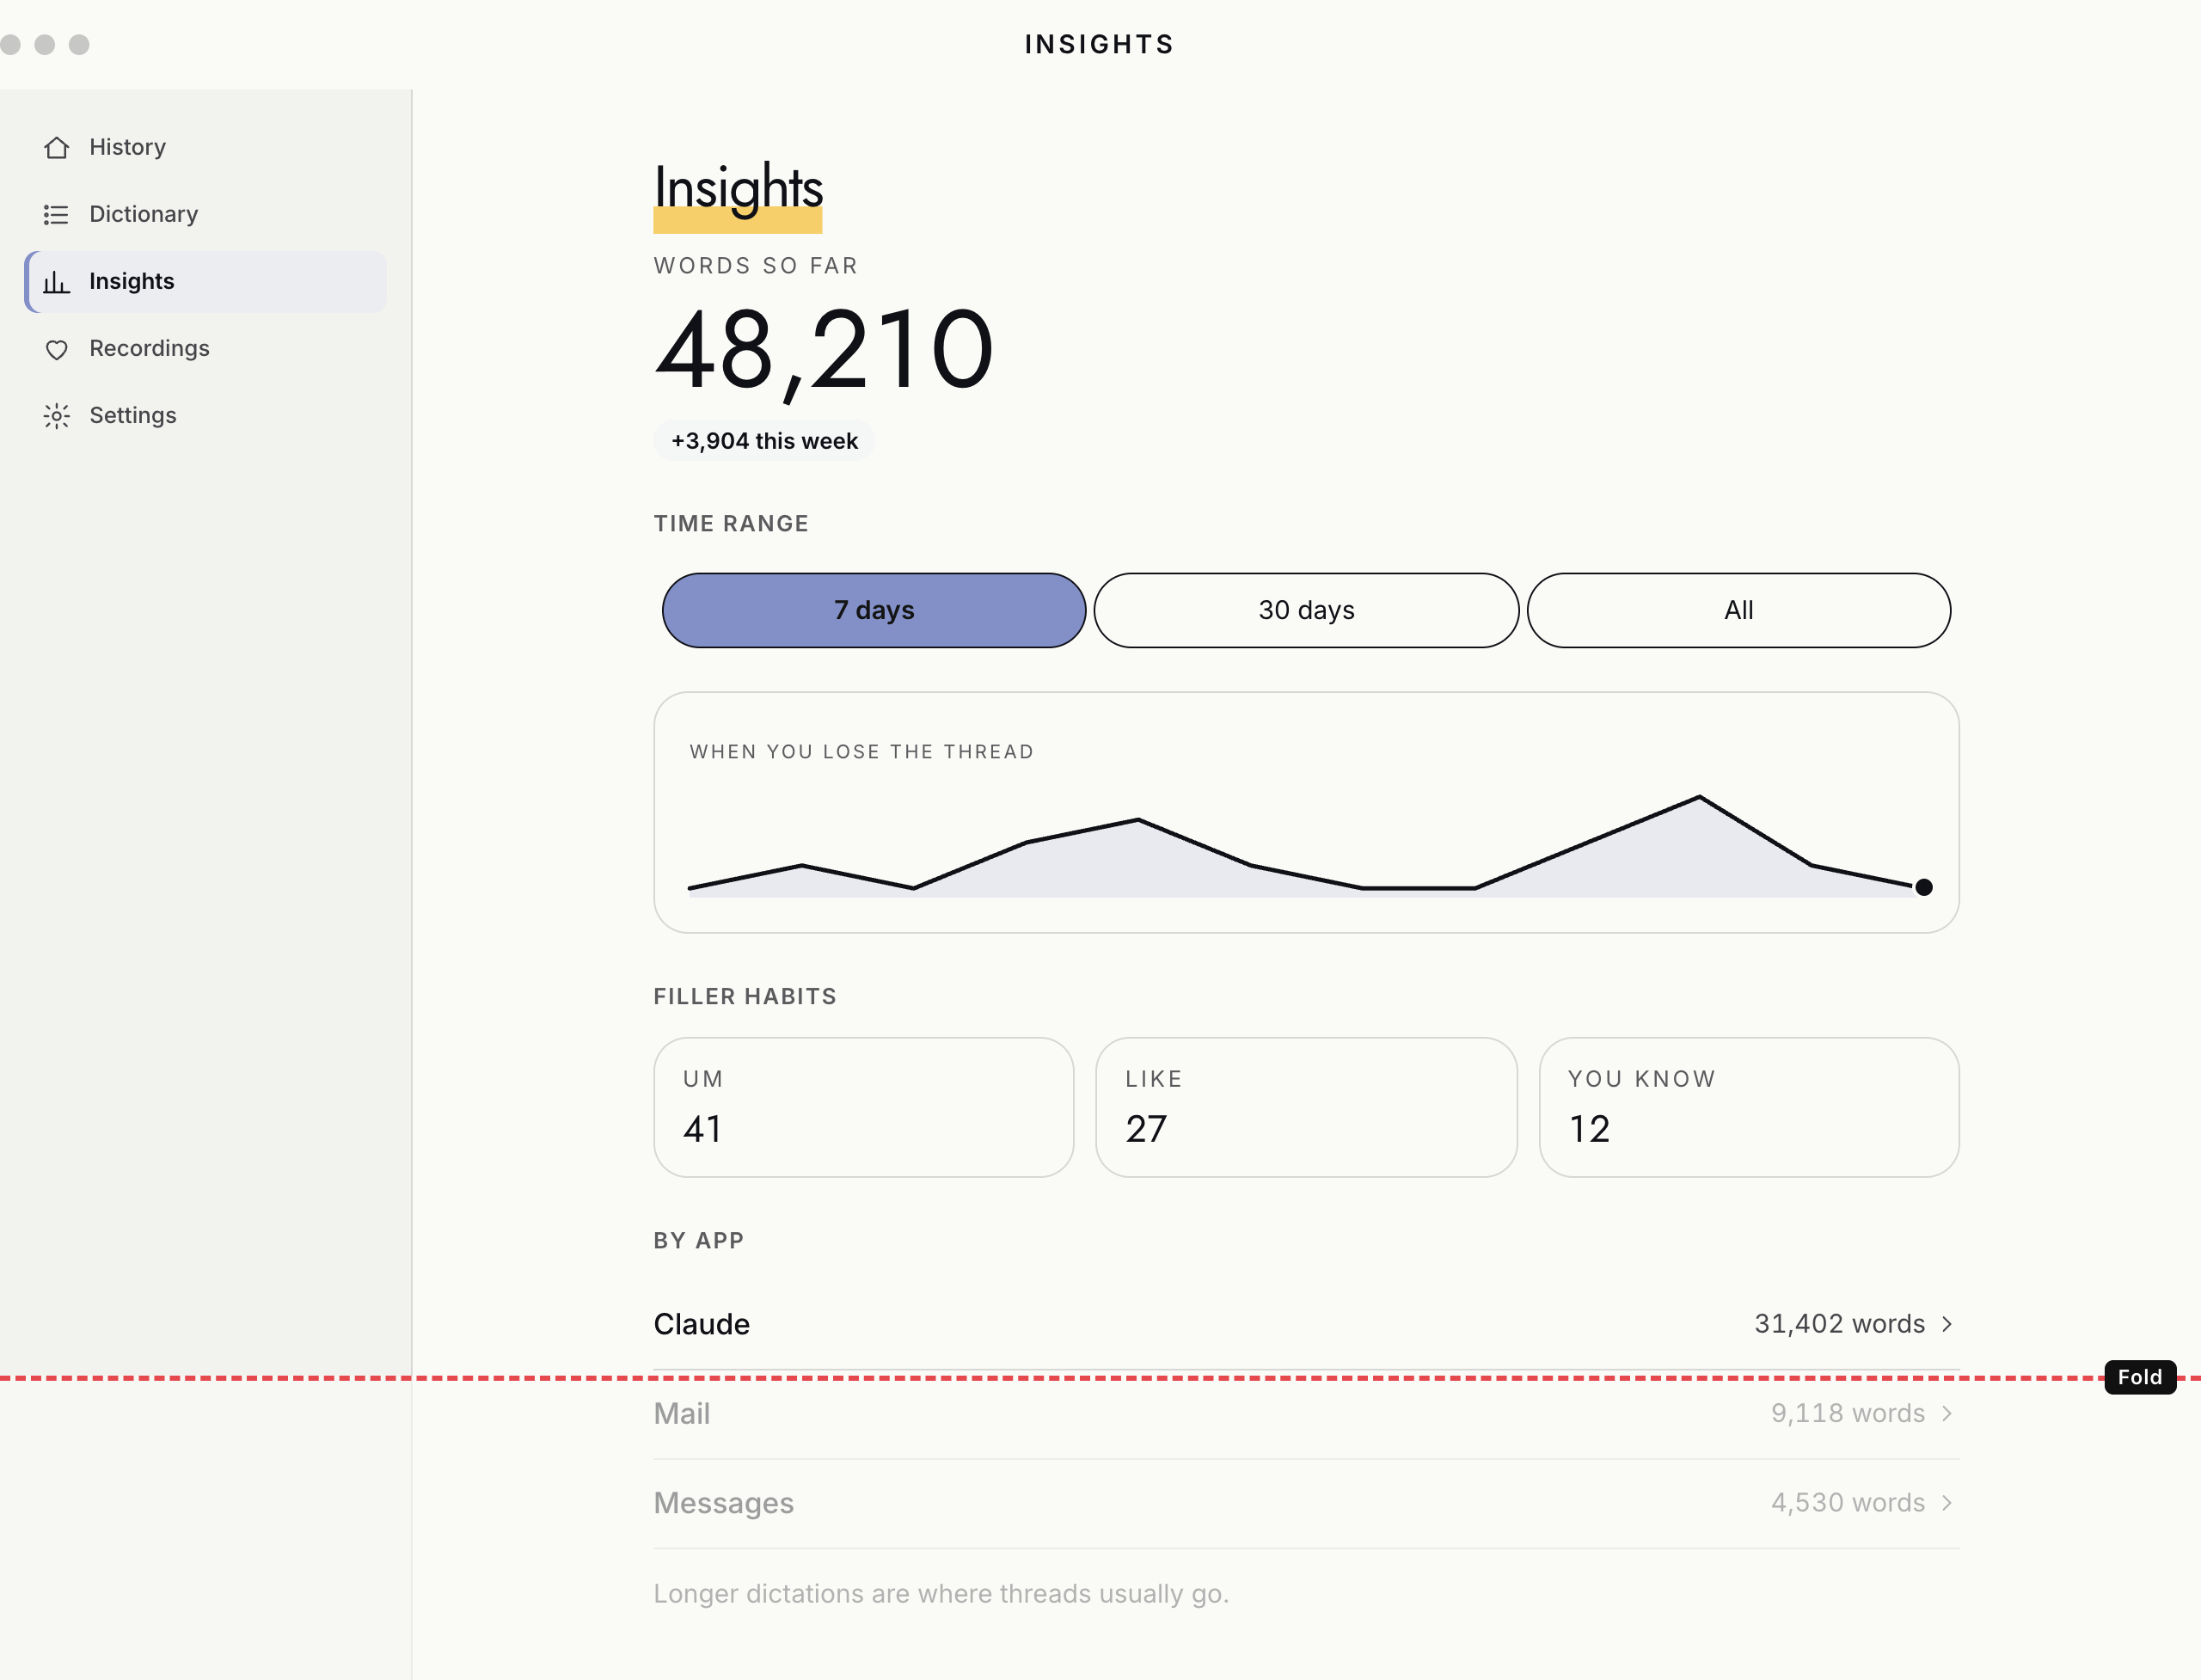 INSIGHTS
History
Dictionary
Insights
Recordings
Settings
Insights
WORDS SO FAR
48,210
+3,904 this week
TIME RANGE
7 days
30 days
All
WHEN YOU LOSE THE THREAD
FILLER HABITS
UM
41
LIKE
27
YOU KNOW
12
BY APP
Claude
31,402 words
Fold
Mail
9,118 words
Messages
4,530 words
Longer dictations are where threads usually go.